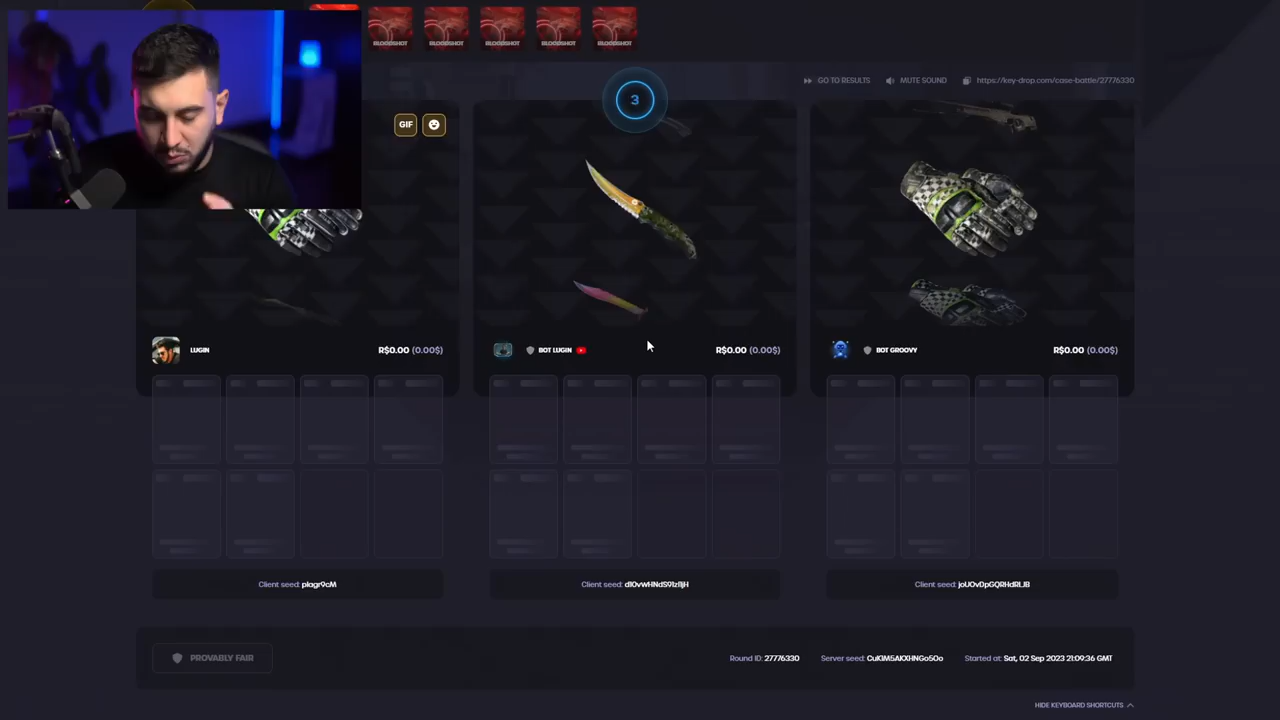 BLOODSHOT
BLOODSHOT
BLOODSHOT
BLOODSHOT
BLOODSHOT
GO TO RESULTS
MUTE SOUND
https://key-drop.com/case-battle/27776330
3
GIF
LUGIN
R$0.00 (0.00$)
BOT LUGIN
R$0.00 (0.00$)
BOT GROOVY
R$0.00 (0.00$)
Client seed: plagr9cM
Client seed:
Client seed:
PROVABLY FAIR
Round ID: 27776330
Server seed:
Started at: Sat, 02 Sep 2023 21:09:36 GMT
HIDE KEYBOARD SHORTCUTS